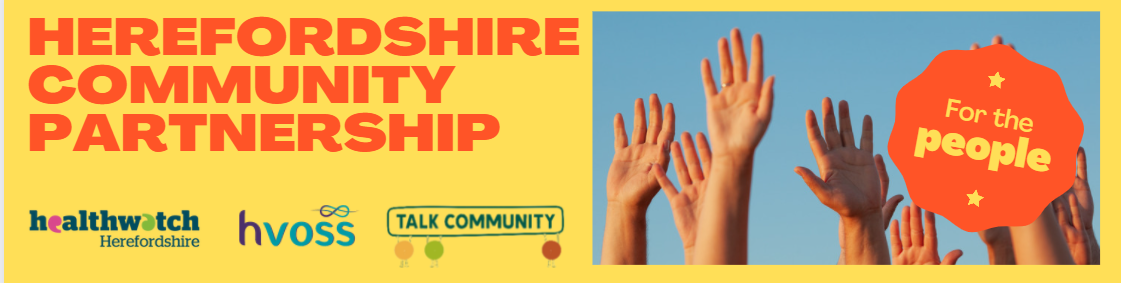 HEREFORDSHIRE
COMMUNITY
PARTNERSHIP
healthwatch
Herefordshire
hvoss
TALK COMMUNITY
For the
people